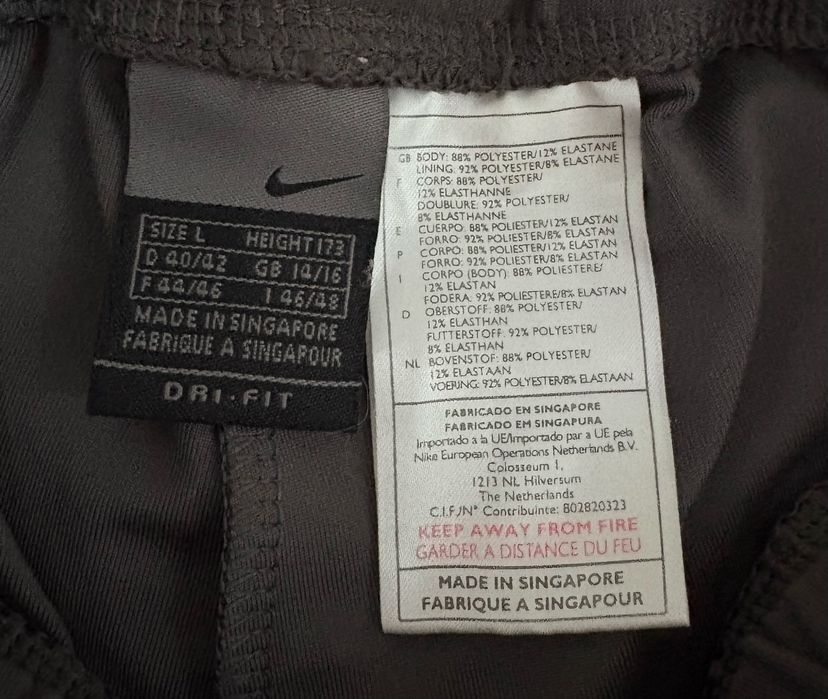 SIZE L HEIGHT 173
D 40/42 GB 14/16
F 44/46 I 46/48
MADE IN SINGAPORE
FABRIQUE A SINGAPOUR
DRI-FIT
GB BODY: 88% POLYESTER/12% ELASTANE
LINING: 92% POLYESTER/8% ELASTANE
F CORPS: 88% POLYESTER/
12% ELASTHANNE
DOUBLURE: 92% POLYESTER/
8% ELASTHANNE
E CUERPO: 88% POLIESTER/12% ELASTAN
FORRO: 92% POLIESTER/8% ELASTAN
P CORPO: 88% POLIESTER/12% ELASTAN
FORRO: 92% POLIESTER/8% ELASTAN
I CORPO (BODY): 88% POLIESTERE/
12% ELASTAN
FODERA: 92% POLIESTERE/8% ELASTAN
D OBERSTOFF: 88% POLYESTER/
12% ELASTHAN
FUTTERSTOFF: 92% POLYESTER/
8% ELASTHAN
NL BOVENSTOF: 88% POLYESTER/
12% ELASTAAN
VOERING: 92% POLYESTER/8% ELASTAAN
FABRICADO EN SINGAPORE
FABRICADO EM SINGAPURA
Importado a la UE/Importado par a UE pela
Nike European Operations Netherlands B.V.
Colosseum 1,
1213 NL Hilversum
The Netherlands
C.I.F./N° Contribuinte: 802820323
KEEP AWAY FROM FIRE
GARDER A DISTANCE DU FEU
MADE IN SINGAPORE
FABRIQUE A SINGAPOUR